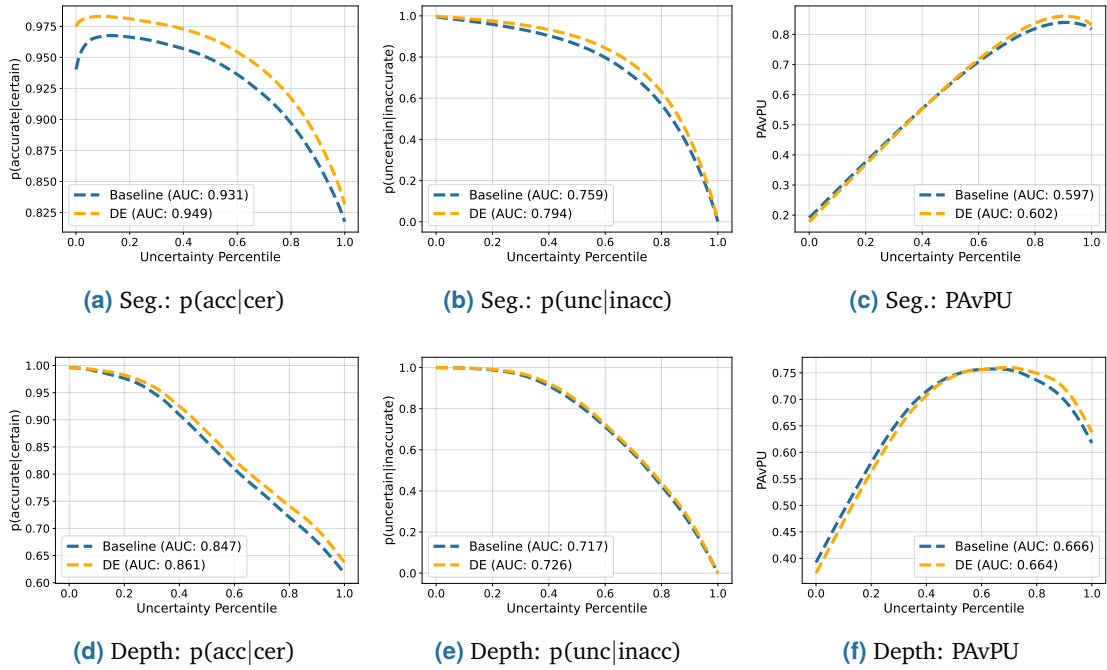 p(accurate|certain)
0.975
0.950
0.925
0.900
0.875
0.850
0.825
Baseline (AUC: 0.931)
DE (AUC: 0.949)
0.0 0.2 0.4 0.6 0.8 1.0
Uncertainty Percentile
(a) Seg.: p(acc|cer)
p(uncertain|inaccurate)
1.0
0.8
0.6
0.4
0.2
0.0
Baseline (AUC: 0.759)
DE (AUC: 0.794)
0.0 0.2 0.4 0.6 0.8 1.0
Uncertainty Percentile
(b) Seg.: p(unc|inacc)
PAvPU
0.8
0.7
0.6
0.5
0.4
0.3
0.2
Baseline (AUC: 0.597)
DE (AUC: 0.602)
0.0 0.2 0.4 0.6 0.8 1.0
Uncertainty Percentile
(c) Seg.: PAvPU
p(accurate|certain)
1.00
0.95
0.90
0.85
0.80
0.75
0.70
0.65
0.60
Baseline (AUC: 0.847)
DE (AUC: 0.861)
0.0 0.2 0.4 0.6 0.8 1.0
Uncertainty Percentile
(d) Depth: p(acc|cer)
p(uncertain|inaccurate)
1.0
0.8
0.6
0.4
0.2
0.0
Baseline (AUC: 0.717)
DE (AUC: 0.726)
0.0 0.2 0.4 0.6 0.8 1.0
Uncertainty Percentile
(e) Depth: p(unc|inacc)
PAvPU
0.75
0.70
0.65
0.60
0.55
0.50
0.45
0.40
Baseline (AUC: 0.666)
DE (AUC: 0.664)
0.0 0.2 0.4 0.6 0.8 1.0
Uncertainty Percentile
(f) Depth: PAvPU